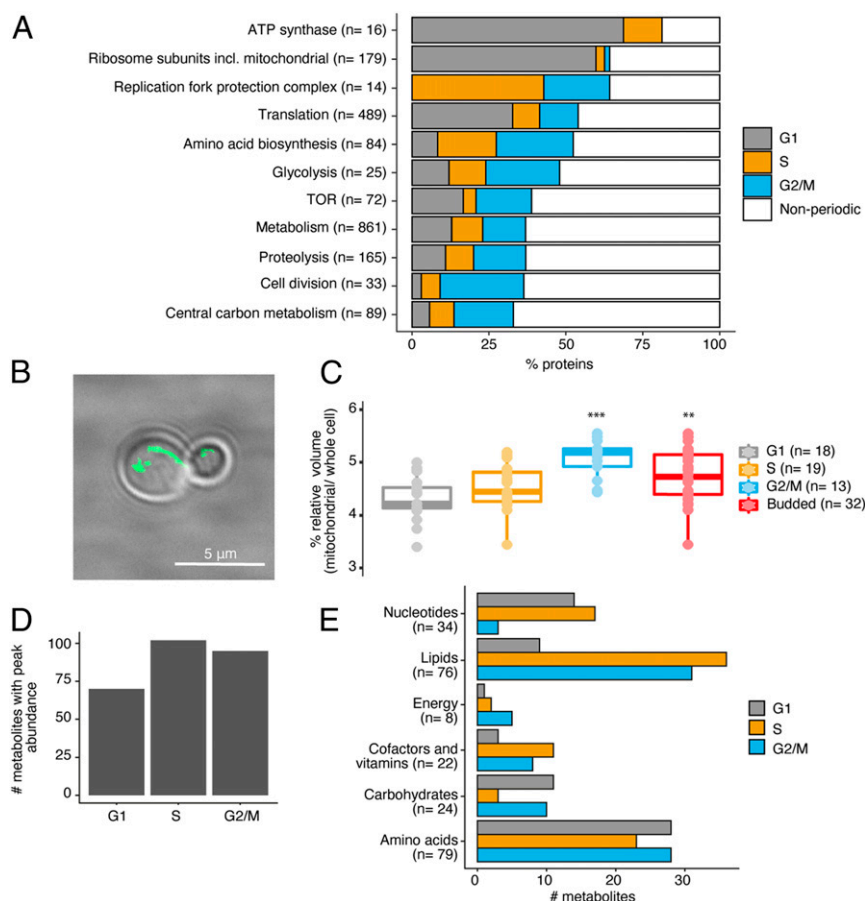 A
ATP synthase (n= 16)
Ribosome subunits incl. mitochondrial (n= 179)
Replication fork protection complex (n= 14)
Translation (n= 489)
Amino acid biosynthesis (n= 84)
Glycolysis (n= 25)
TOR (n= 72)
Metabolism (n= 861)
Proteolysis (n= 165)
Cell division (n= 33)
Central carbon metabolism (n= 89)
0 25 50 75 100
% proteins
G1
S
G2/M
Non-periodic
B
5 μm
C
% relative volume
(mitochondrial/ whole cell)
6%
5%
4%
3%
*** **
G1 (n= 18)
S (n= 19)
G2/M (n= 13)
Budded (n= 32)
D
# metabolites with peak
abundance
100
75
50
25
0
G1 S G2/M
E
Nucleotides
(n= 34)
Lipids
(n= 76)
Energy
(n= 8)
Cofactors and
vitamins (n= 22)
Carbohydrates
(n= 24)
Amino acids
(n= 79)
0 10 20 30
# metabolites
G1
S
G2/M